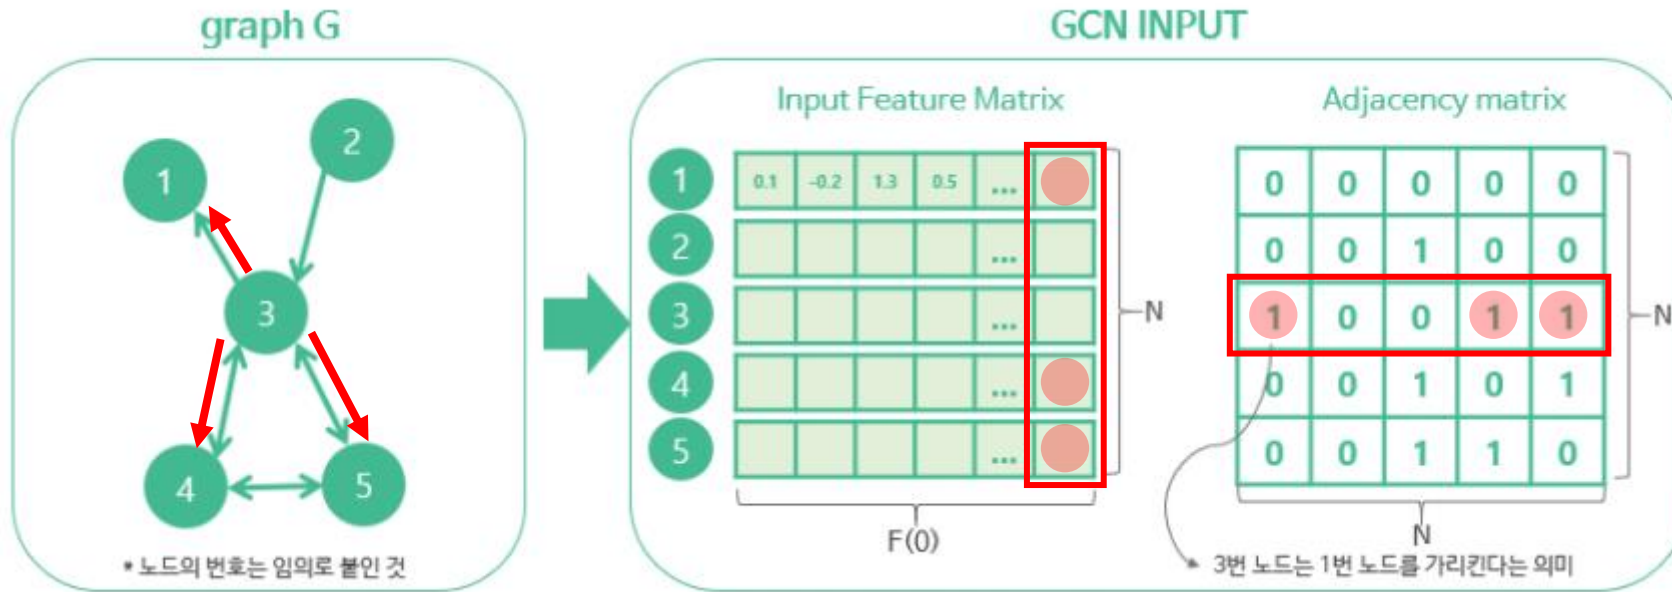 graph G
1
2
3
4
5
* 노드의 번호는 임의로 붙인 것
GCN INPUT
Input Feature Matrix
1 0.1 -0.2 1.3 0.5 ...
2 ...
3 ...
4 ...
5 ...
N
F(0)
Adjacency matrix
0 0 0 0 0
0 0 1 0 0
1 0 0 1 1
0 0 1 0 1
0 0 1 1 0
N
N
3번 노드는 1번 노드를 가리킨다는 의미